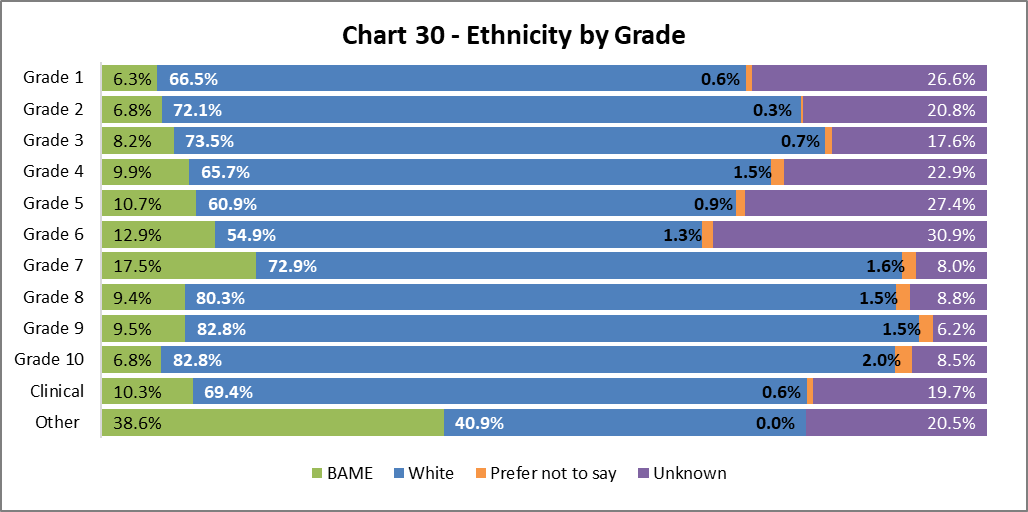 Chart 30 - Ethnicity by Grade
Grade 1 6.3% 66.5% 0.6% 26.6%
Grade 2 6.8% 72.1% 0.3% 20.8%
Grade 3 8.2% 73.5% 0.7% 17.6%
Grade 4 9.9% 65.7% 1.5% 22.9%
Grade 5 10.7% 60.9% 0.9% 27.4%
Grade 6 12.9% 54.9% 1.3% 30.9%
Grade 7 17.5% 72.9% 1.6% 8.0%
Grade 8 9.4% 80.3% 1.5% 8.8%
Grade 9 9.5% 82.8% 1.5% 6.2%
Grade 10 6.8% 82.8% 2.0% 8.5%
Clinical 10.3% 69.4% 0.6% 19.7%
Other 38.6% 40.9% 0.0% 20.5%
BAME White Prefer not to say Unknown